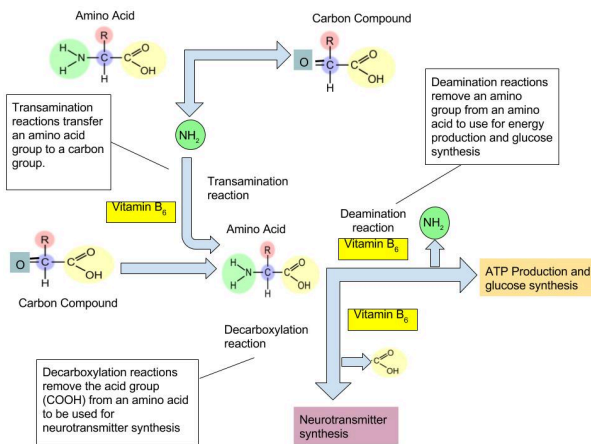 Amino Acid
Carbon Compound
R
O
H
N
C
H
OH
H
R
O
O
C
C
OH
H
Transamination
reactions transfer
an amino acid
group to a carbon
group.
Deamination reactions
remove an amino
group from an amino
acid to use for energy
production and glucose
synthesis
NH2
Transamination
reaction
Vitamin B6
Amino Acid
Deamination
reaction
Vitamin B6
NH2
R
O
O
C
C
OH
H
Carbon Compound
R
H
O
N
C
C
H
OH
H
ATP Production and
glucose synthesis
Decarboxylation
reaction
Vitamin B6
O
C
OH
Decarboxylation reactions
remove the acid group
(COOH) from an amino acid
to be used for
neurotransmitter synthesis
Neurotransmitter
synthesis